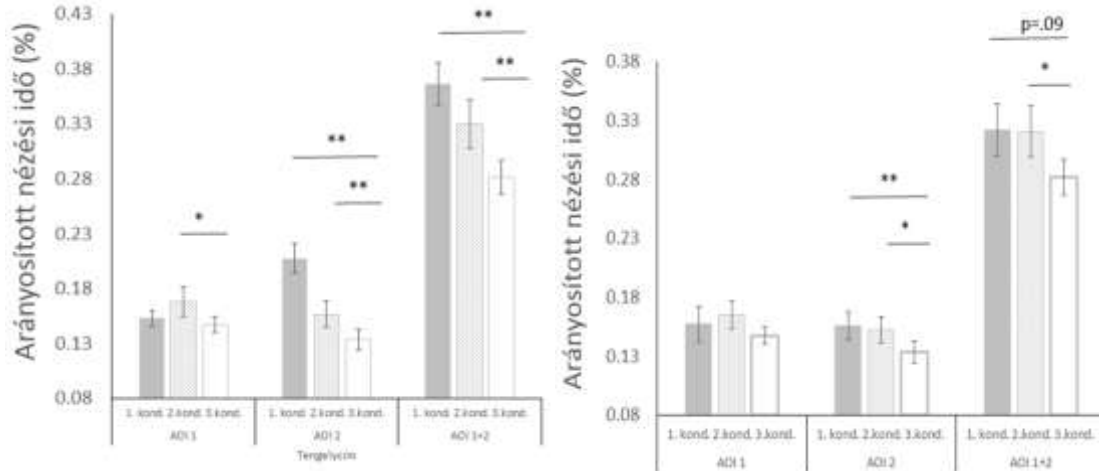 Arányosított nézési idő (%)
0.43
0.38
0.33
0.28
0.23
0.18
0.13
0.08
*
**
**
**
**
1. kond. 2.kond. 3.kond.
1. kond. 2.kond. 3.kond.
1. kond. 2.kond. 3.kond.
AOI 1
AOI 2
AOI 1+2
Tengelycím
Arányosított nézési idő (%)
0.38
0.33
0.28
0.23
0.18
0.13
0.08
**
*
p=.09
*
1. kond. 2.kond. 3.kond.
1. kond. 2.kond. 3.kond.
1. kond. 2.kond. 3.kond.
AOI 1
AOI 2
AOI 1+2